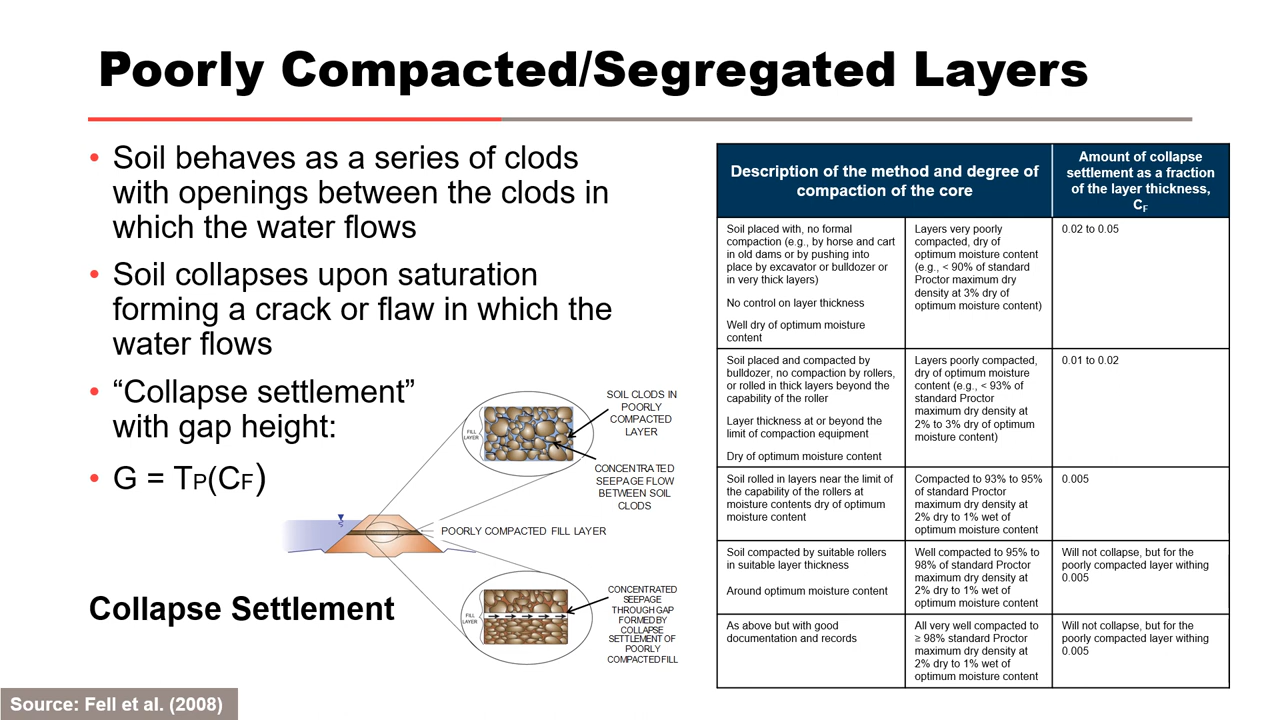 Poorly Compacted/Segregated Layers
• Soil behaves as a series of clods
with openings between the clods in
which the water flows
• Soil collapses upon saturation
forming a crack or flaw in which the
water flows
• “Collapse settlement”
with gap height:
• G = TP(CF)
FILL
LAYER
SOIL CLODS IN
POORLY
COMPACTED
LAYER
CONCENTRATED
SEEPAGE FLOW
BETWEEN SOIL
CLODS
POORLY COMPACTED FILL LAYER
FILL
LAYER
CONCENTRATED
SEEPAGE
THROUGH GAP
FORMED BY
COLLAPSE
SETTLEMENT OF
POORLY
COMPACTED FILL
Collapse Settlement
Description of the method and degree of
compaction of the core
Amount of collapse
settlement as a fraction
of the layer thickness,
CF
Soil placed with, no formal
compaction (e.g., by horse and cart
in old dams or by pushing into
place by excavator or bulldozer or
in very thick layers)
No control on layer thickness
Well dry of optimum moisture
content
Layers very poorly
compacted, dry of
optimum moisture content
(e.g., < 90% of standard
Proctor maximum dry
density at 3% dry of
optimum moisture content)
0.02 to 0.05
Soil placed and compacted by
bulldozer, no compaction by rollers,
or rolled in thick layers beyond the
capability of the roller
Layer thickness at or beyond the
limit of compaction equipment
Dry of optimum moisture content
Layers poorly compacted,
dry of optimum moisture
content (e.g., < 93% of
standard Proctor
maximum dry density at
2% to 3% dry of optimum
moisture content)
0.01 to 0.02
Soil rolled in layers near the limit of
the capability of the rollers at
moisture contents dry of optimum
moisture content
Compacted to 93% to 95%
of standard Proctor
maximum dry density at
2% dry to 1% wet of
optimum moisture content
0.005
Soil compacted by suitable rollers
in suitable layer thickness
Around optimum moisture content
Well compacted to 95% to
98% of standard Proctor
maximum dry density at
2% dry to 1% wet of
optimum moisture content
Will not collapse, but for the
poorly compacted layer withing
0.005
As above but with good
documentation and records
All very well compacted to
≥ 98% standard Proctor
maximum dry density at
2% dry to 1% wet of
optimum moisture content
Will not collapse, but for the
poorly compacted layer withing
0.005
Source: Fell et al. (2008)